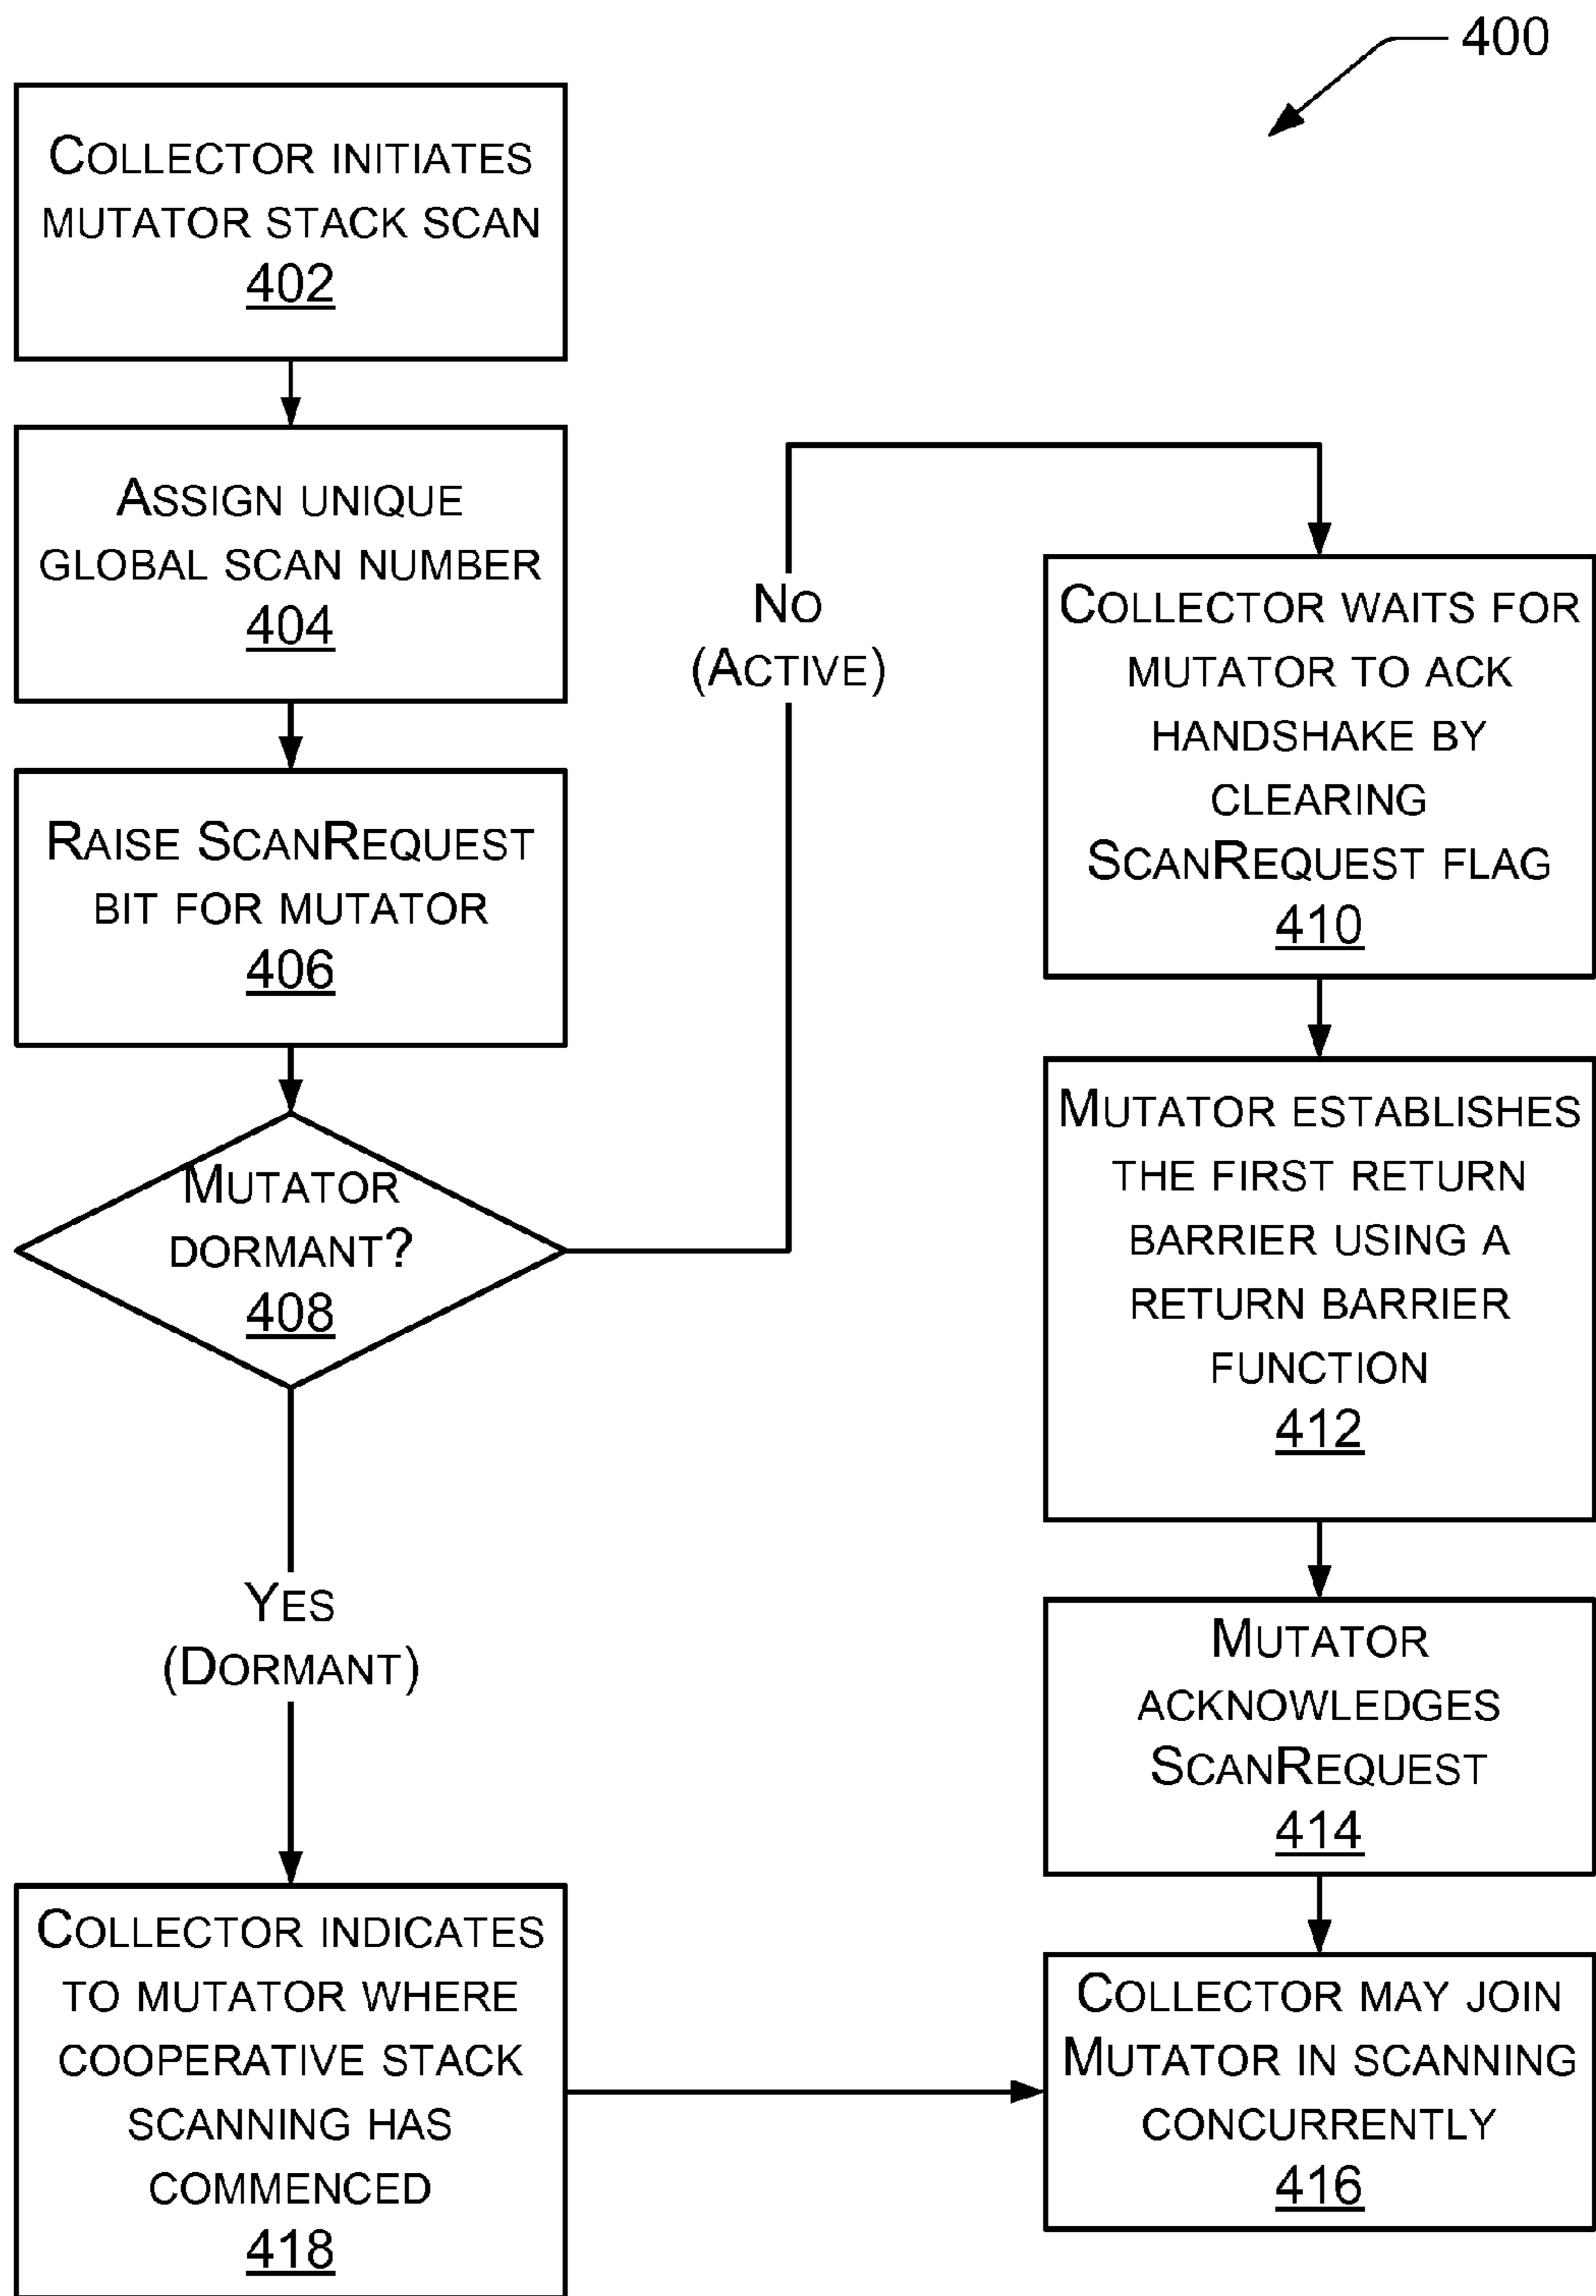 400
COLLECTOR INITIATES
MUTATOR STACK SCAN
402
ASSIGN UNIQUE
GLOBAL SCAN NUMBER
404
RAISE SCANREQUEST
BIT FOR MUTATOR
406
MUTATOR
DORMANT?
408
NO
(ACTIVE)
YES
(DORMANT)
COLLECTOR WAITS FOR
MUTATOR TO ACK
HANDSHAKE BY
CLEARING
SCANREQUEST FLAG
410
MUTATOR ESTABLISHES
THE FIRST RETURN
BARRIER USING A
RETURN BARRIER
FUNCTION
412
MUTATOR
ACKNOWLEDGES
SCANREQUEST
414
COLLECTOR MAY JOIN
MUTATOR IN SCANNING
CONCURRENTLY
416
COLLECTOR INDICATES
TO MUTATOR WHERE
COOPERATIVE STACK
SCANNING HAS
COMMENCED
418